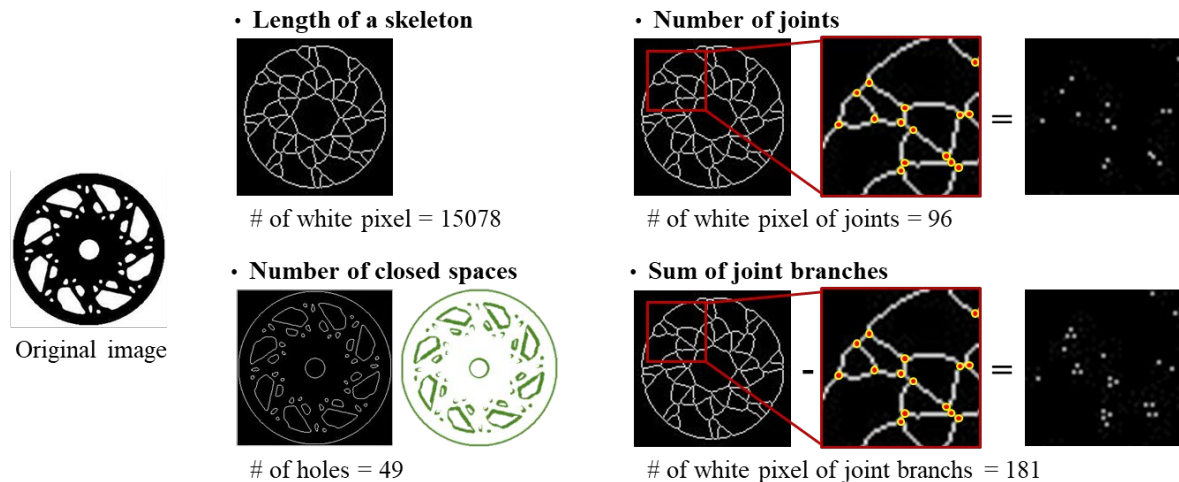 · Length of a skeleton
# of white pixel = 15078
· Number of joints
=
# of white pixel of joints = 96
Original image
· Number of closed spaces
# of holes = 49
· Sum of joint branches
- =
# of white pixel of joint branchs = 181